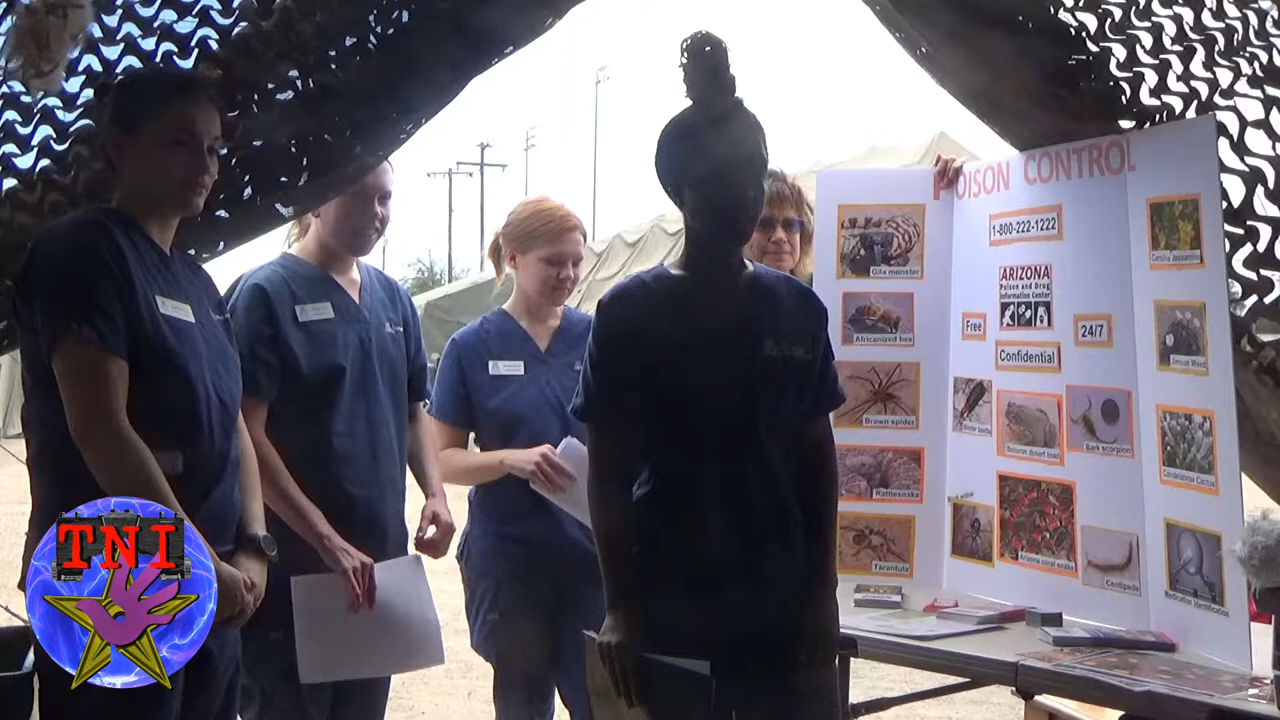 POISON CONTROL
1-800-222-1222
ARIZONA
Poison and Drug
Information Center
Free
24/7
Confidential
Gila monster
Africanized bee
Brown spider
Rattlesnake
Tarantula
Blister beetle
Sonoran desert toad
Bark scorpion
Arizona coral snake
Centipede
Carolina Jessamine
Jimson Weed
Candelabra Cactus
Medication Identification
TNI